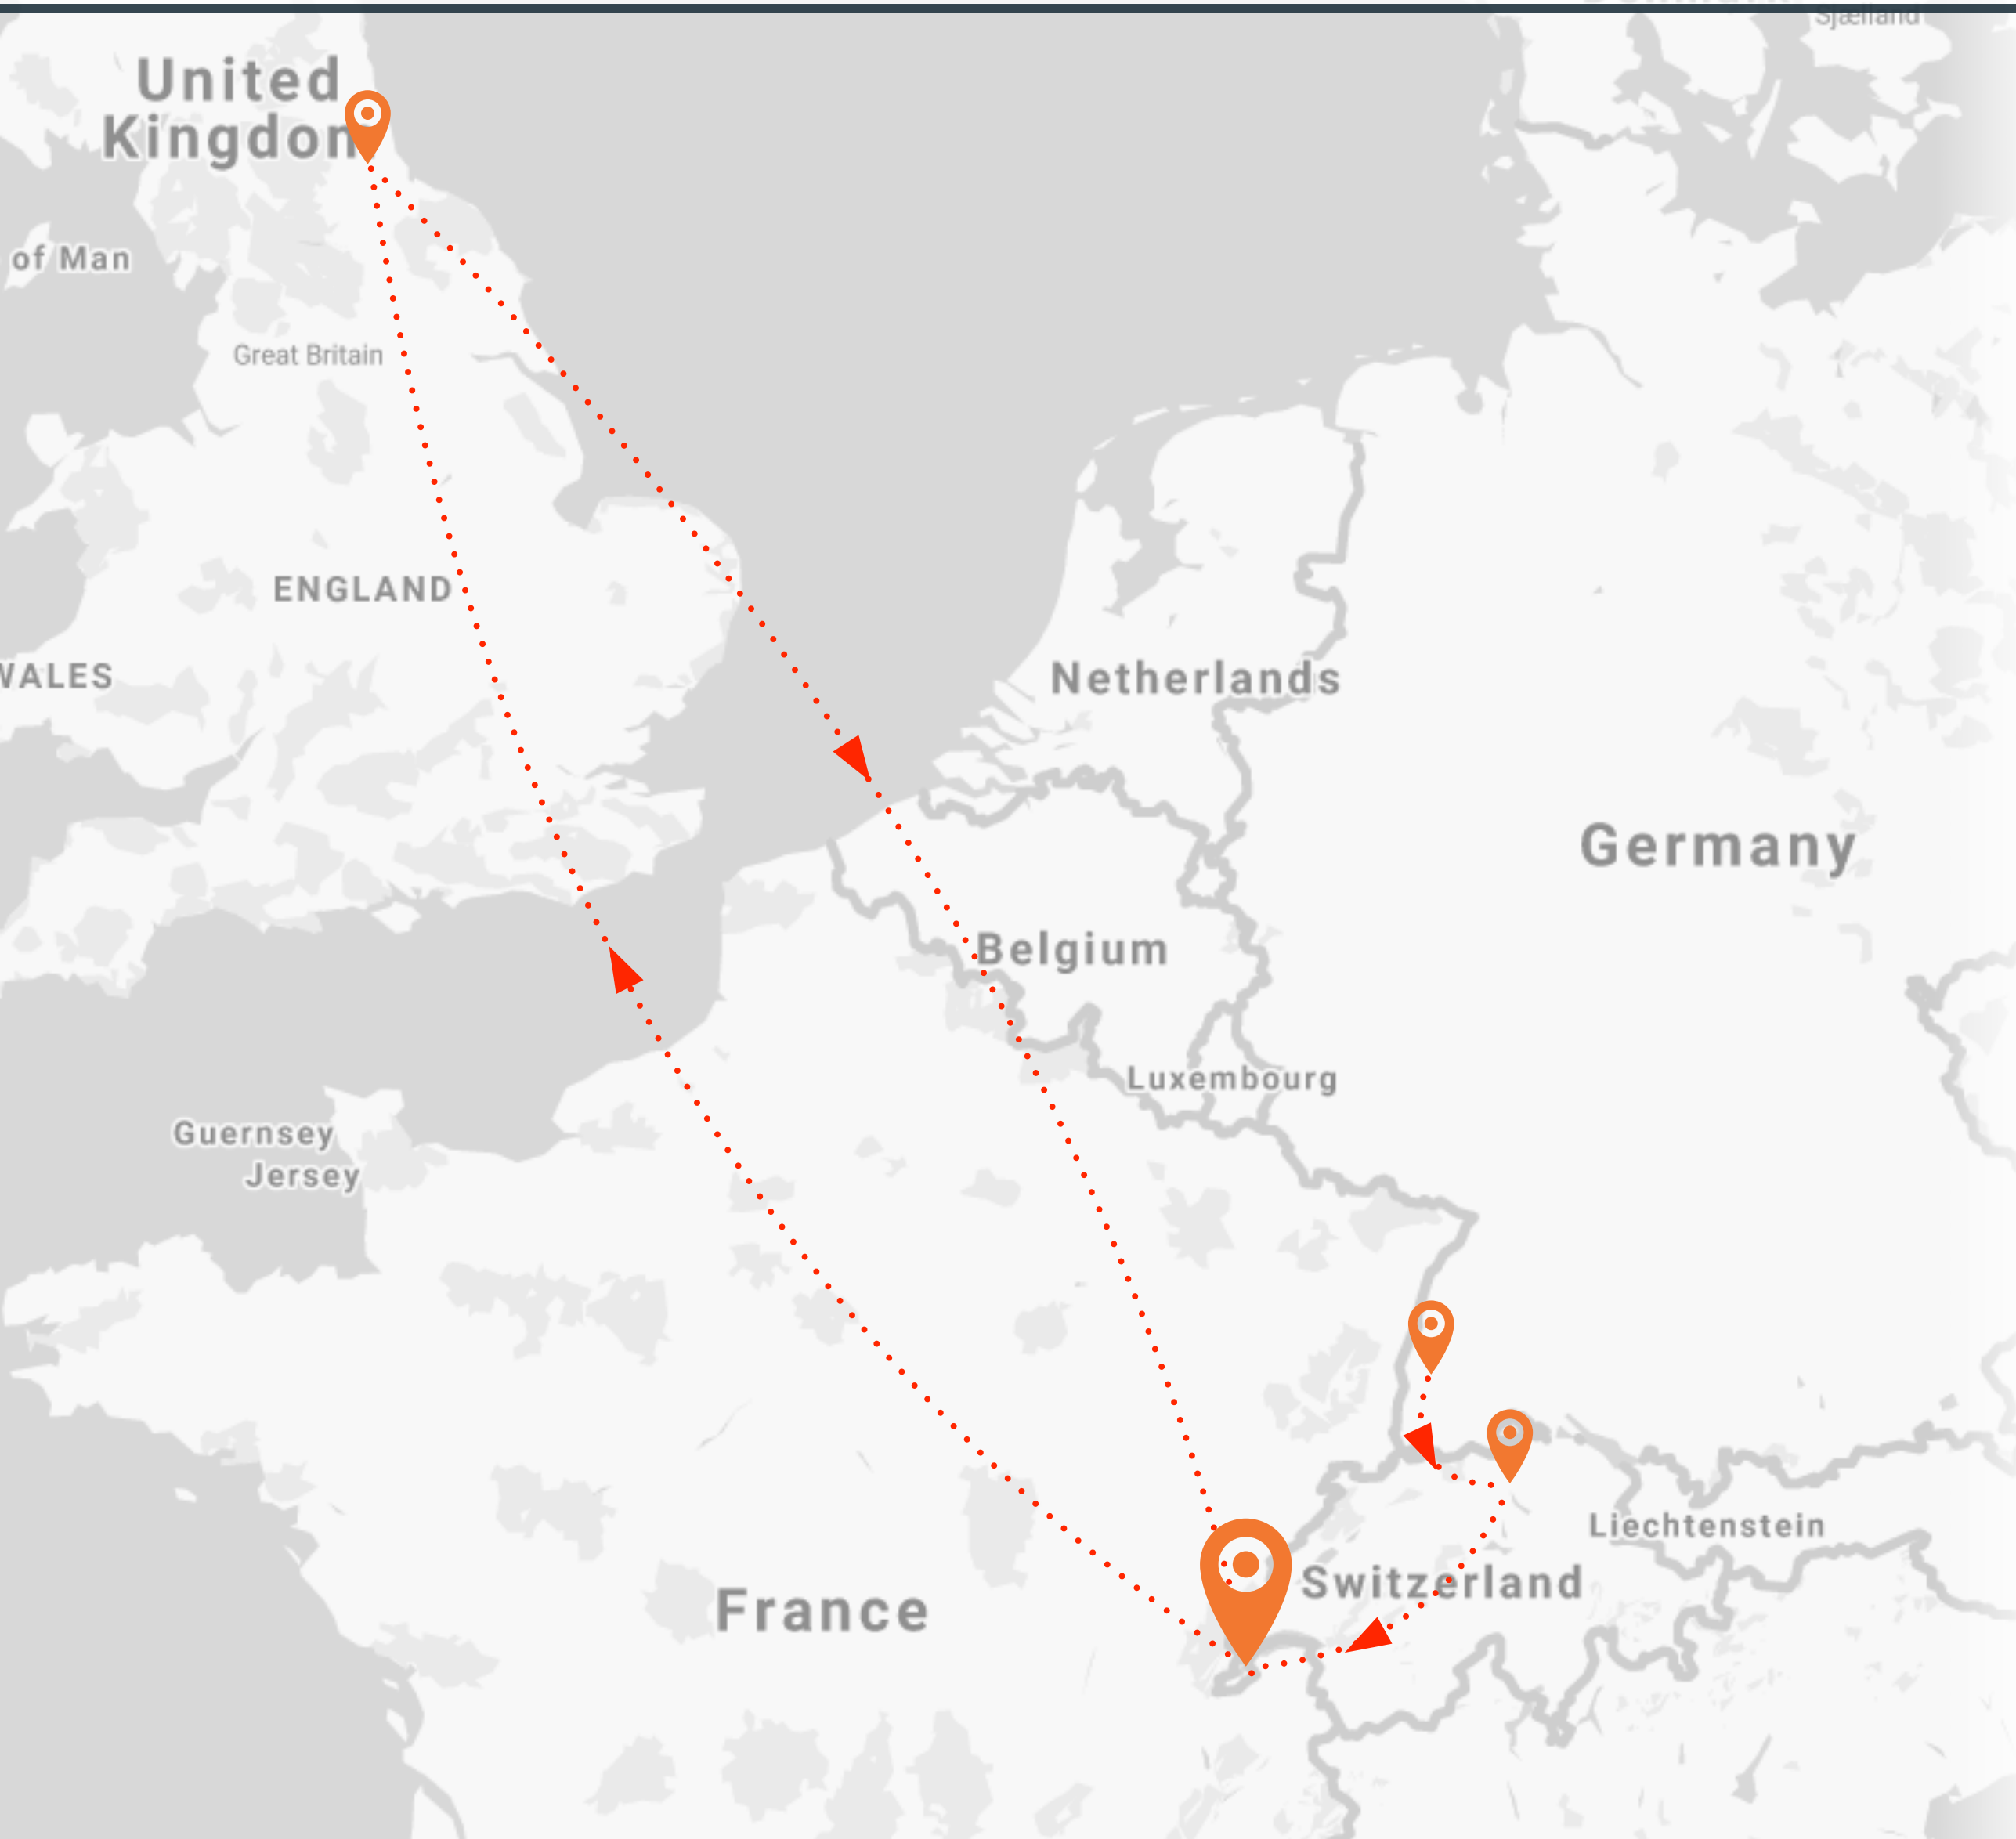 Sjælland
United
Kingdom
of Man
Great Britain
ENGLAND
WALES
Netherlands
Germany
Belgium
Luxembourg
Guernsey
Jersey
Liechtenstein
Switzerland
France